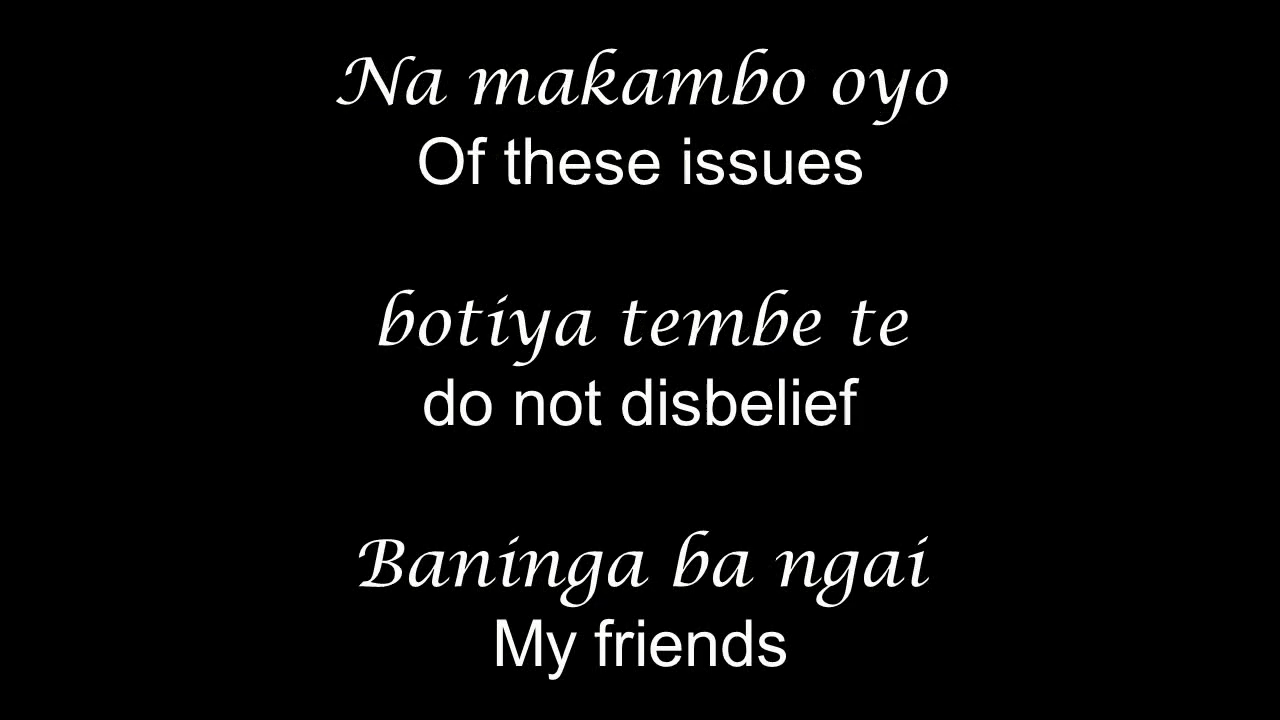 Na makambo oyo
Of these issues
botiya tembe te
do not disbelief
Baninga ba ngai
My friends